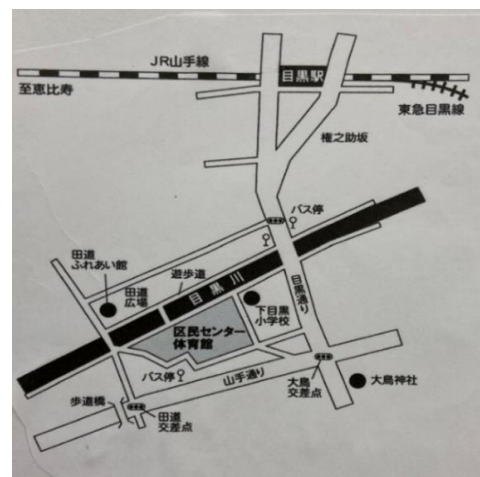 JR山手線
目黒駅
至恵比寿
東急目黒線
権之助坂
バス停
田道
ふれあい館
田道
広場
遊歩道
目黒川
目黒通り
下目黒
小学校
区民センター
体育館
バス停
山手通り
大鳥
交差点
大鳥神社
歩道橋
田道
交差点